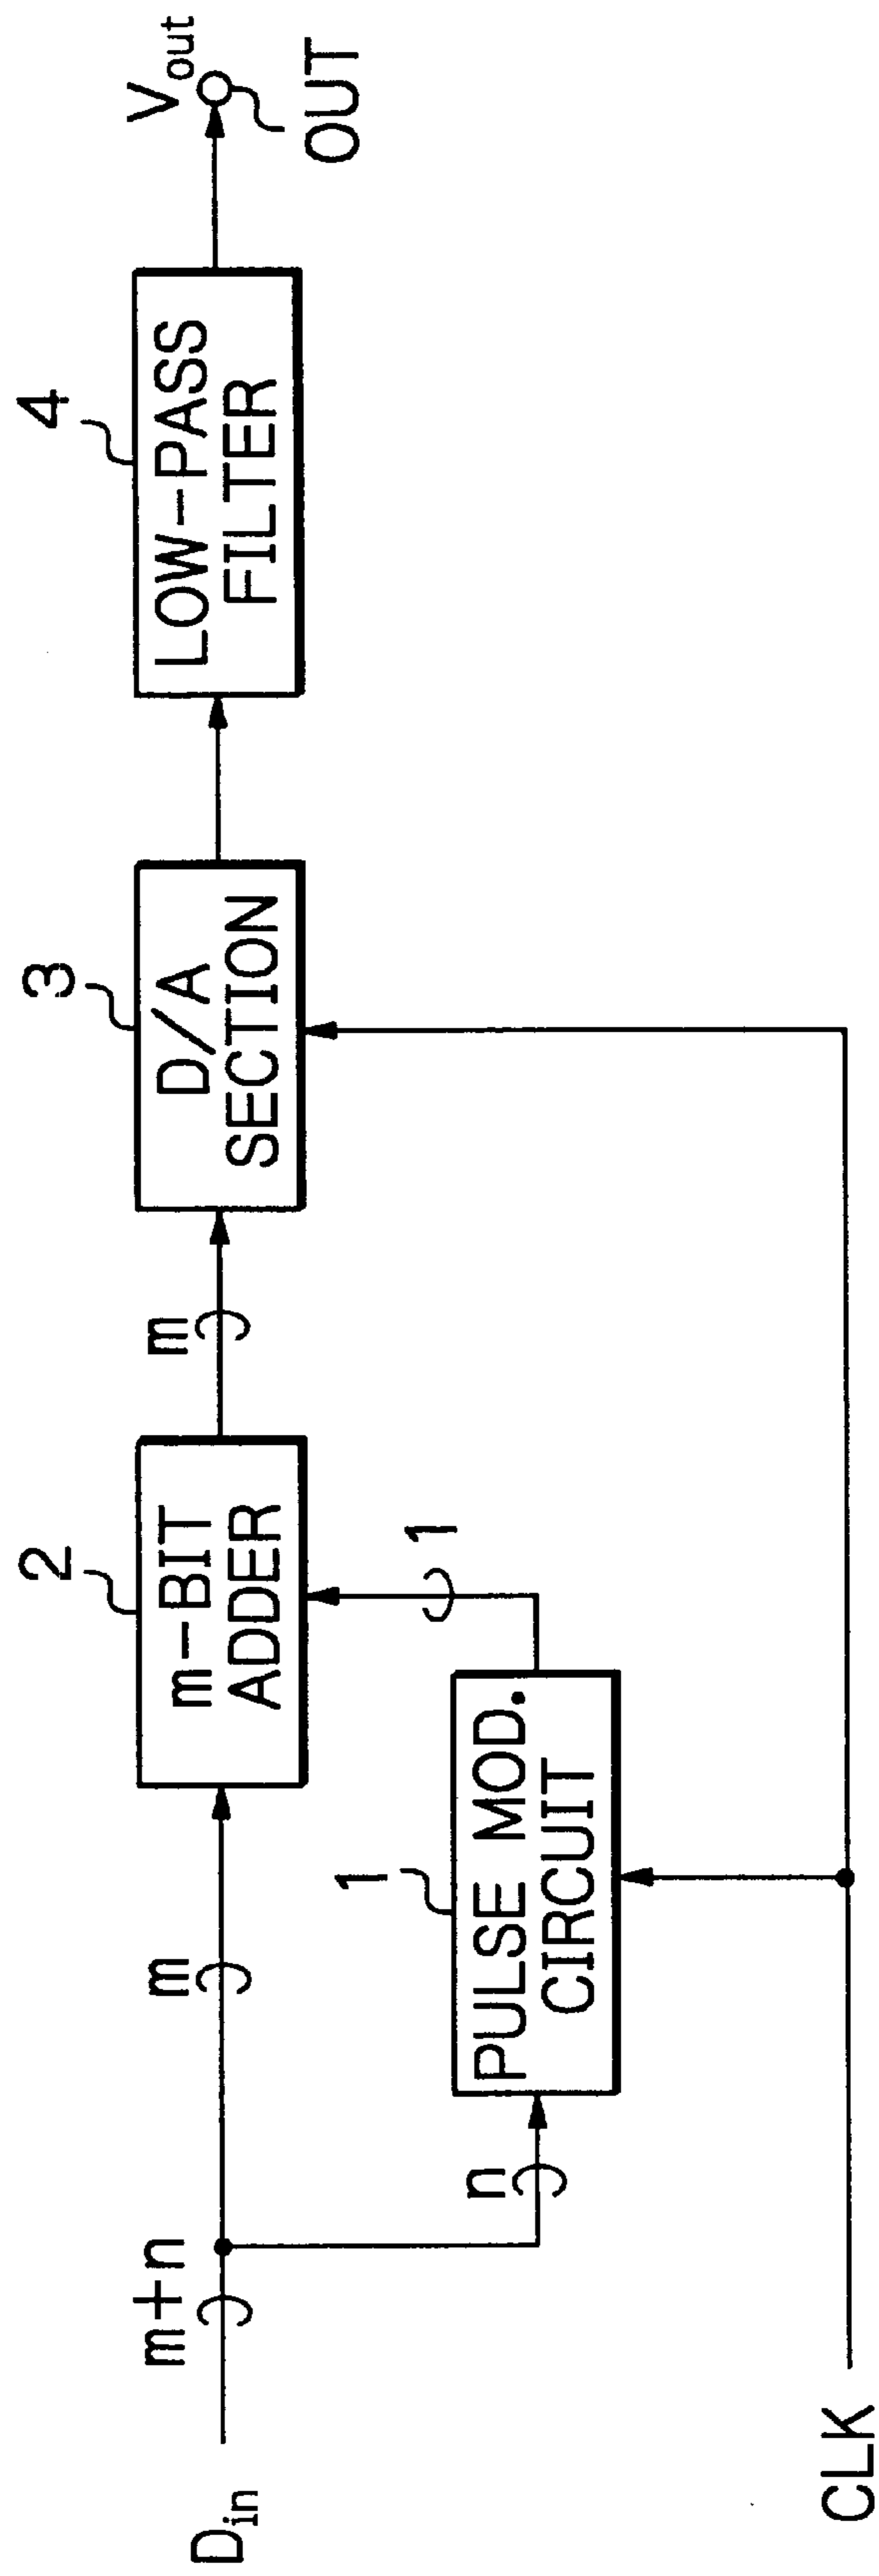 D_in
m+n
m
n
1
PULSE MOD.
CIRCUIT
1
2
m-BIT
ADDER
m
3
D/A
SECTION
4
LOW-PASS
FILTER
V_out
OUT
CLK